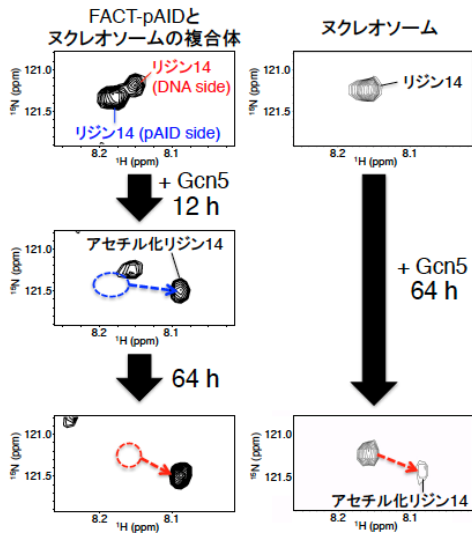 FACT-pAIDと
ヌクレオソームの複合体
ヌクレオソーム
121.0
121.5
¹⁵N (ppm)
リジン14
(DNA side)
リジン14 (pAID side)
8.2
8.1
¹H (ppm)
121.0
121.5
¹⁵N (ppm)
リジン14
8.2
8.1
¹H (ppm)
+ Gcn5
12 h
121.0
121.5
¹⁵N (ppm)
アセチル化リジン14
8.2
8.1
¹H (ppm)
+ Gcn5
64 h
64 h
121.0
121.5
¹⁵N (ppm)
8.2
8.1
¹H (ppm)
121.0
121.5
¹⁵N (ppm)
アセチル化リジン14
8.2
8.1
¹H (ppm)